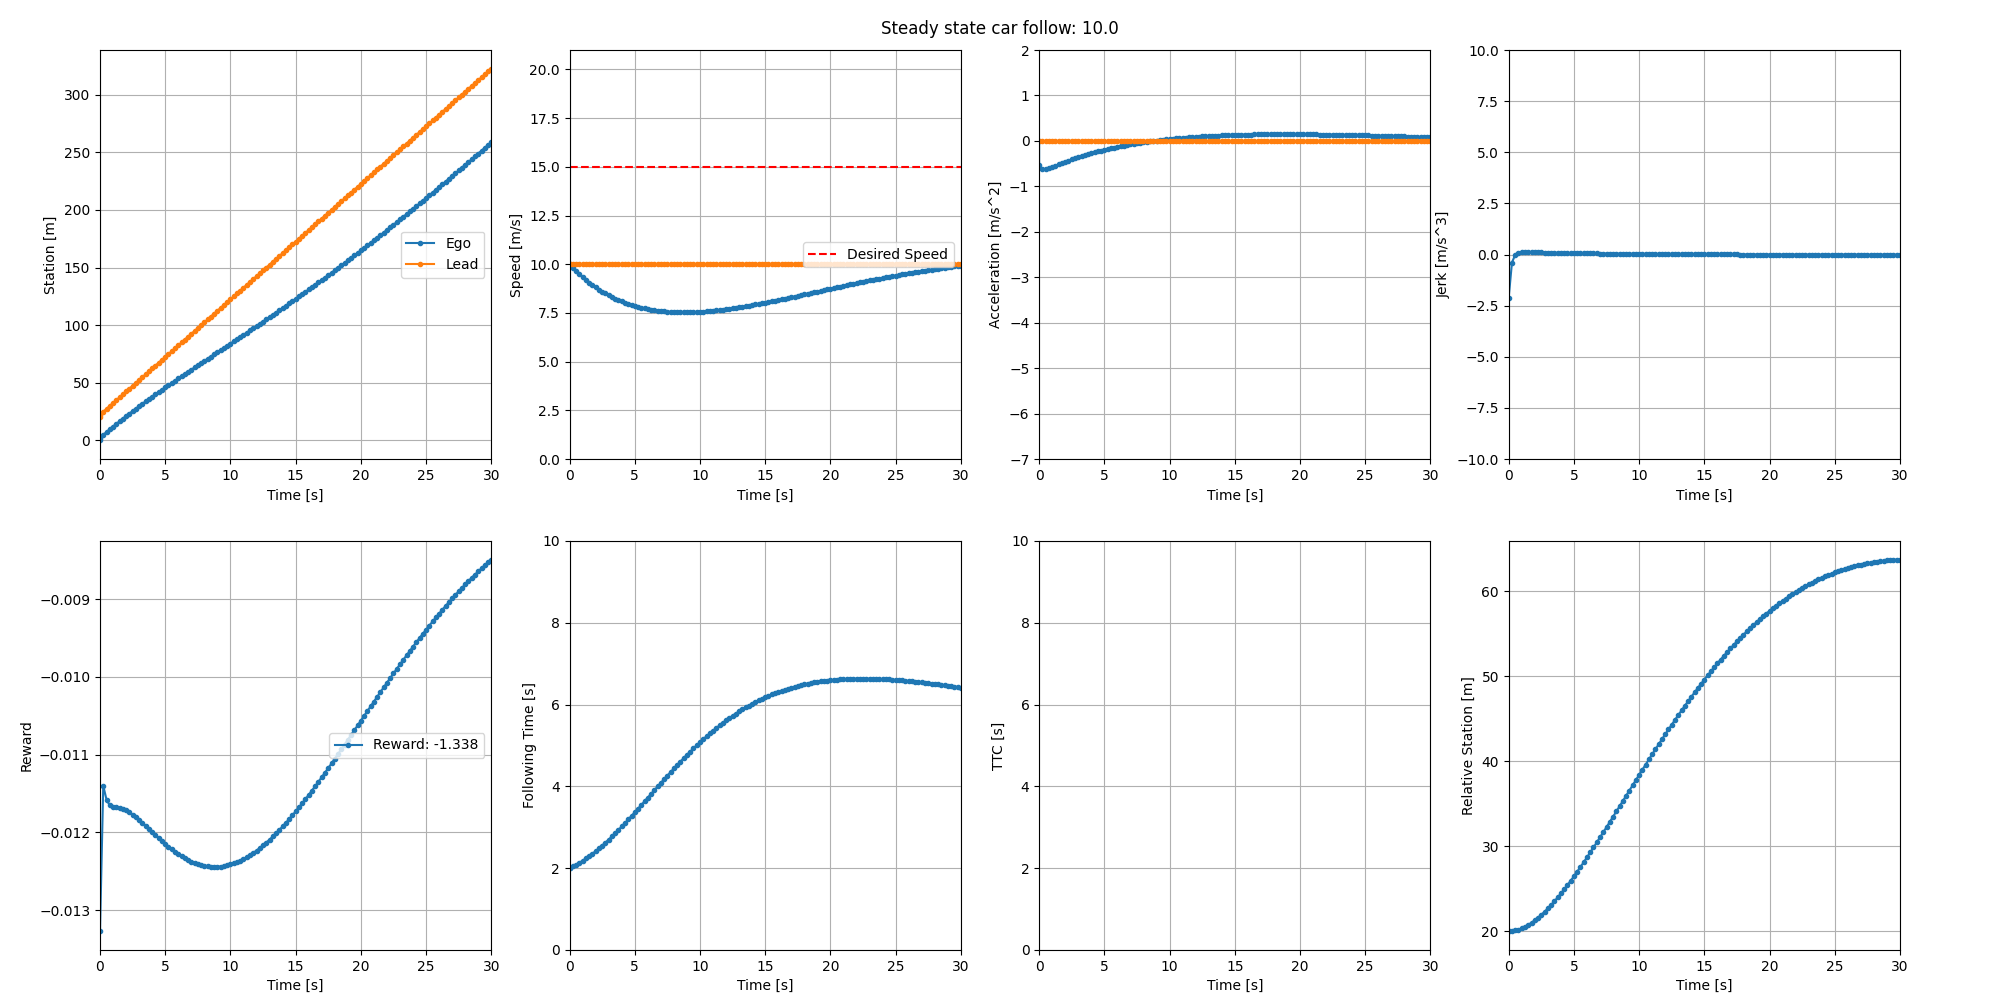 Steady state car follow: 10.0
Station [m]
300
250
200
150
100
50
0
Ego
Lead
0 5 10 15 20 25 30
Time [s]
Speed [m/s]
20.0
17.5
15.0
12.5
10.0
7.5
5.0
2.5
0.0
Desired Speed
0 5 10 15 20 25 30
Time [s]
Acceleration [m/s^2]
2
1
0
−1
−2
−3
−4
−5
−6
−7
0 5 10 15 20 25 30
Time [s]
Jerk [m/s^3]
10.0
7.5
5.0
2.5
0.0
−2.5
−5.0
−7.5
−10.0
0 5 10 15 20 25 30
Time [s]
Reward
−0.009
−0.010
−0.011
−0.012
−0.013
Reward: -1.338
0 5 10 15 20 25 30
Time [s]
Following Time [s]
10
8
6
4
2
0
0 5 10 15 20 25 30
Time [s]
TTC [s]
10
8
6
4
2
0
0 5 10 15 20 25 30
Time [s]
Relative Station [m]
60
50
40
30
20
0 5 10 15 20 25 30
Time [s]